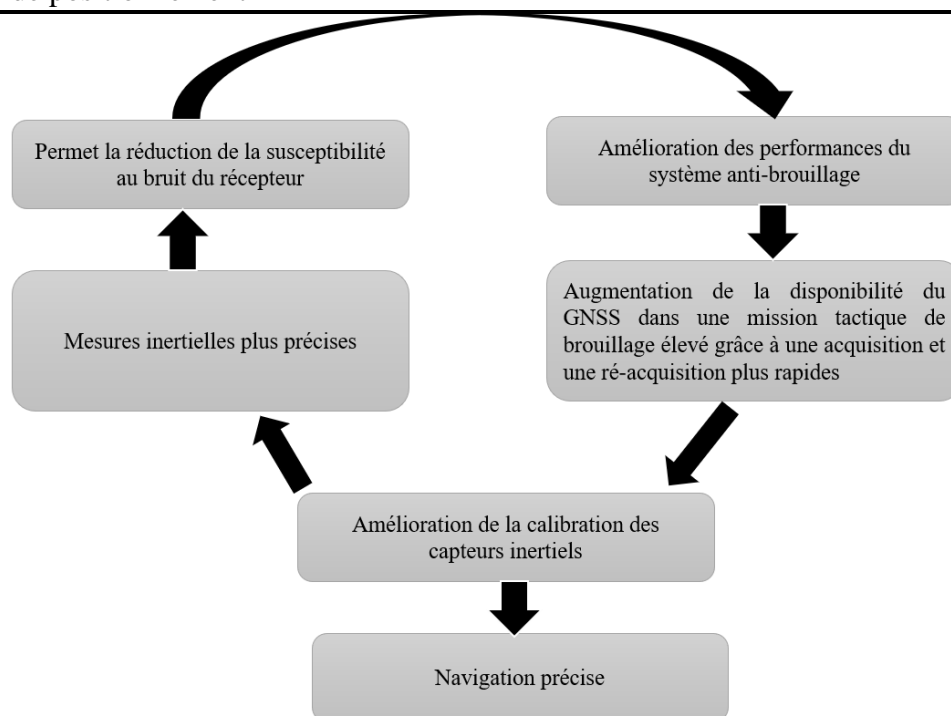 Permet la réduction de la susceptibilité
au bruit du récepteur
Amélioration des performances du
système anti-brouillage
Mesures inertielles plus précises
Augmentation de la disponibilité du
GNSS dans une mission tactique de
brouillage élevé grâce à une acquisition et
une ré-acquisition plus rapides
Amélioration de la calibration des
capteurs inertiels
Navigation précise